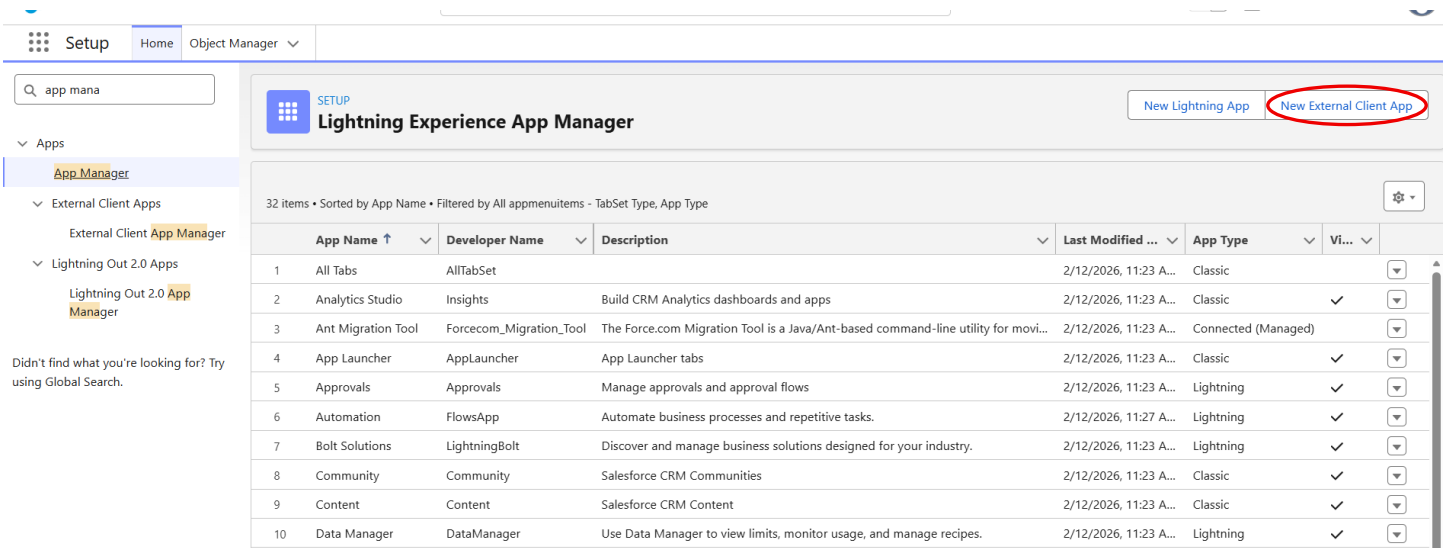 Setup
Home
Object Manager
app mana
Apps
App Manager
External Client Apps
External Client App Manager
Lightning Out 2.0 Apps
Lightning Out 2.0 App
Manager
Didn't find what you're looking for? Try
using Global Search.
SETUP
Lightning Experience App Manager
New Lightning App
New External Client App
32 items • Sorted by App Name • Filtered by All appmenuitems - TabSet Type, App Type
App Name ↑ Developer Name Description Last Modified ... App Type Vi...
1 All Tabs AllTabSet 2/12/2026, 11:23 A... Classic
2 Analytics Studio Insights Build CRM Analytics dashboards and apps 2/12/2026, 11:23 A... Classic
3 Ant Migration Tool Forcecom_Migration_Tool The Force.com Migration Tool is a Java/Ant-based command-line utility for movi... 2/12/2026, 11:23 A... Connected (Managed)
4 App Launcher AppLauncher App Launcher tabs 2/12/2026, 11:23 A... Classic
5 Approvals Approvals Manage approvals and approval flows 2/12/2026, 11:23 A... Lightning
6 Automation FlowsApp Automate business processes and repetitive tasks. 2/12/2026, 11:27 A... Lightning
7 Bolt Solutions LightningBolt Discover and manage business solutions designed for your industry. 2/12/2026, 11:23 A... Lightning
8 Community Community Salesforce CRM Communities 2/12/2026, 11:23 A... Classic
9 Content Content Salesforce CRM Content 2/12/2026, 11:23 A... Classic
10 Data Manager DataManager Use Data Manager to view limits, monitor usage, and manage recipes. 2/12/2026, 11:23 A... Lightning